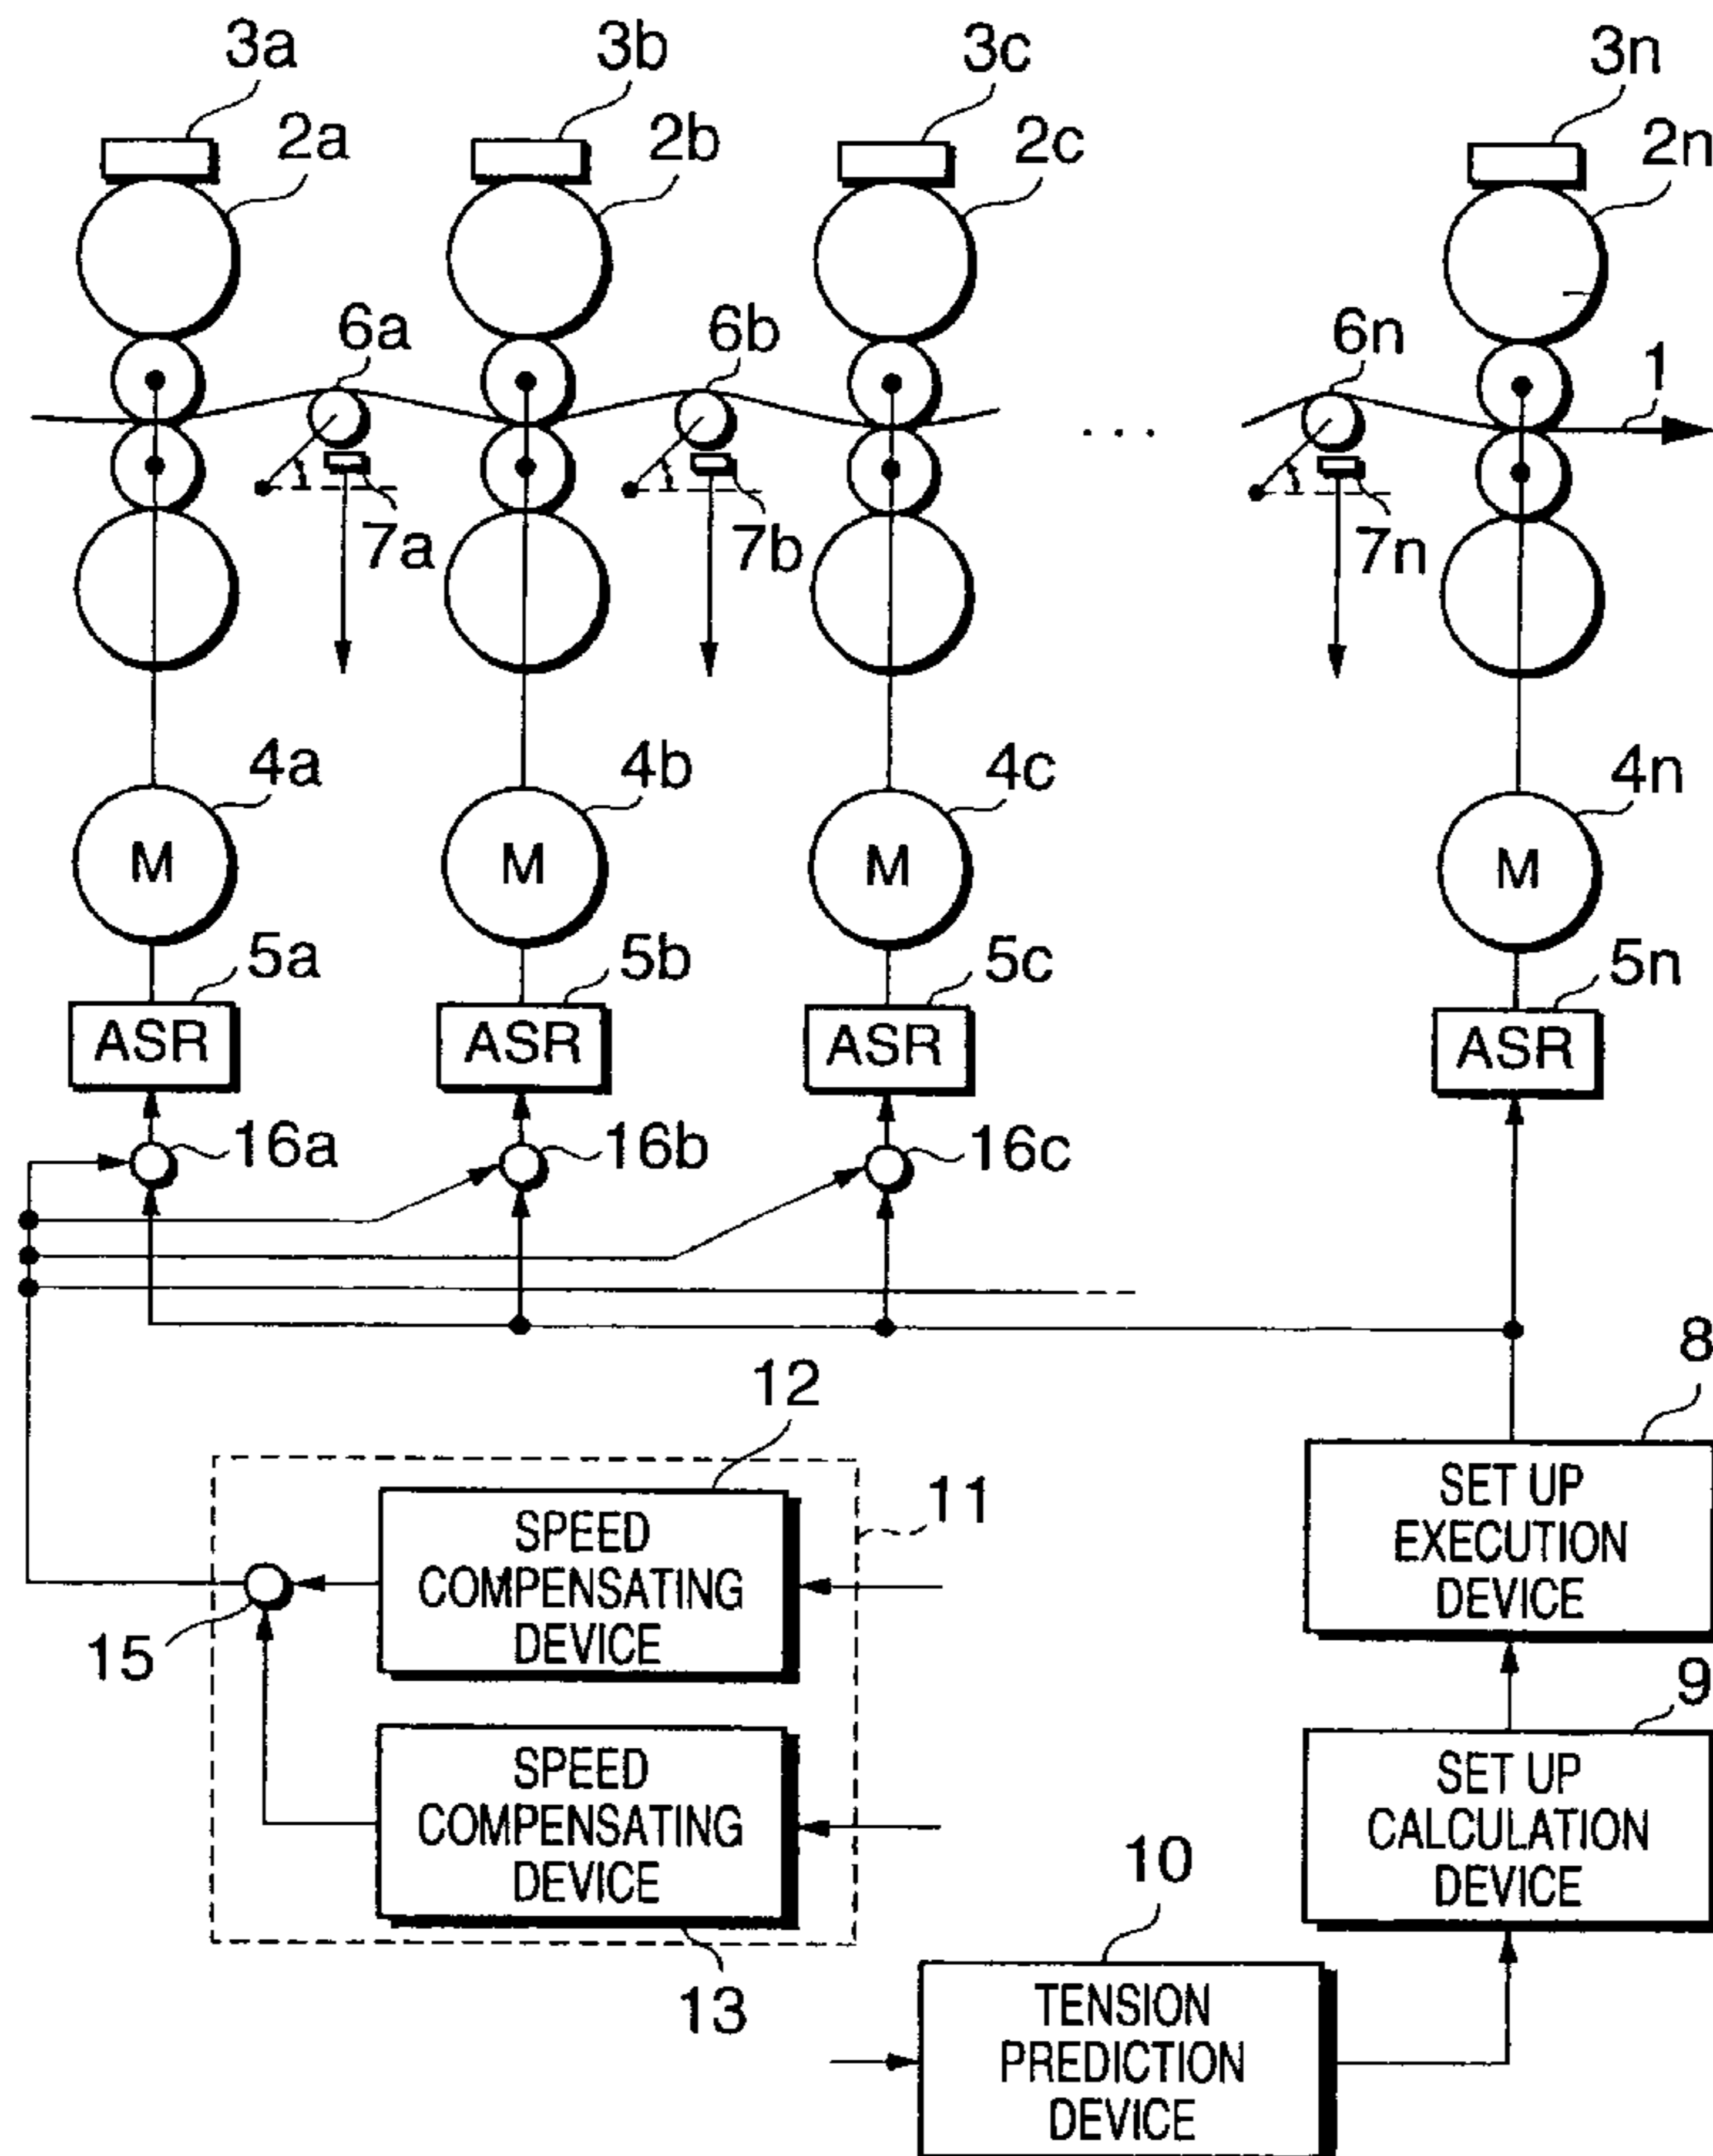 3a 3b 3c 3n
2a 2b 2c 2n
6a 6b 6n 1
...
7a 7b 7n
4a 4b 4c 4n
M M M M
5a 5b 5c 5n
ASR ASR ASR ASR
16a 16b 16c
8
12
11
SET UP
EXECUTION
DEVICE
SPEED
COMPENSATING
DEVICE
15
9
SET UP
CALCULATION
DEVICE
SPEED
COMPENSATING
DEVICE
10
13
TENSION
PREDICTION
DEVICE